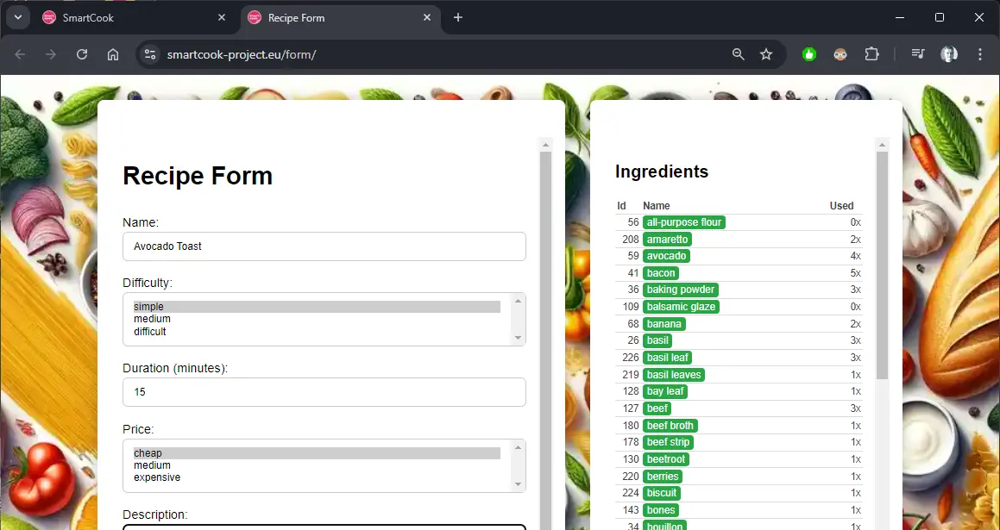 SmartCook
Recipe Form
smartcook-project.eu/form/
Recipe Form
Name:
Avocado Toast
Difficulty:
simple
medium
difficult
Duration (minutes):
15
Price:
cheap
medium
expensive
Description:
Ingredients
Id Name Used
56 all-purpose flour 0x
208 amaretto 2x
59 avocado 4x
41 bacon 5x
36 baking powder 3x
109 balsamic glaze 0x
68 banana 2x
26 basil 3x
226 basil leaf 3x
219 basil leaves 1x
128 bay leaf 1x
127 beef 3x
180 beef broth 1x
178 beef strip 1x
130 beetroot 1x
220 berries 1x
224 biscuit 1x
143 bones 1x
34 bouillon 1x